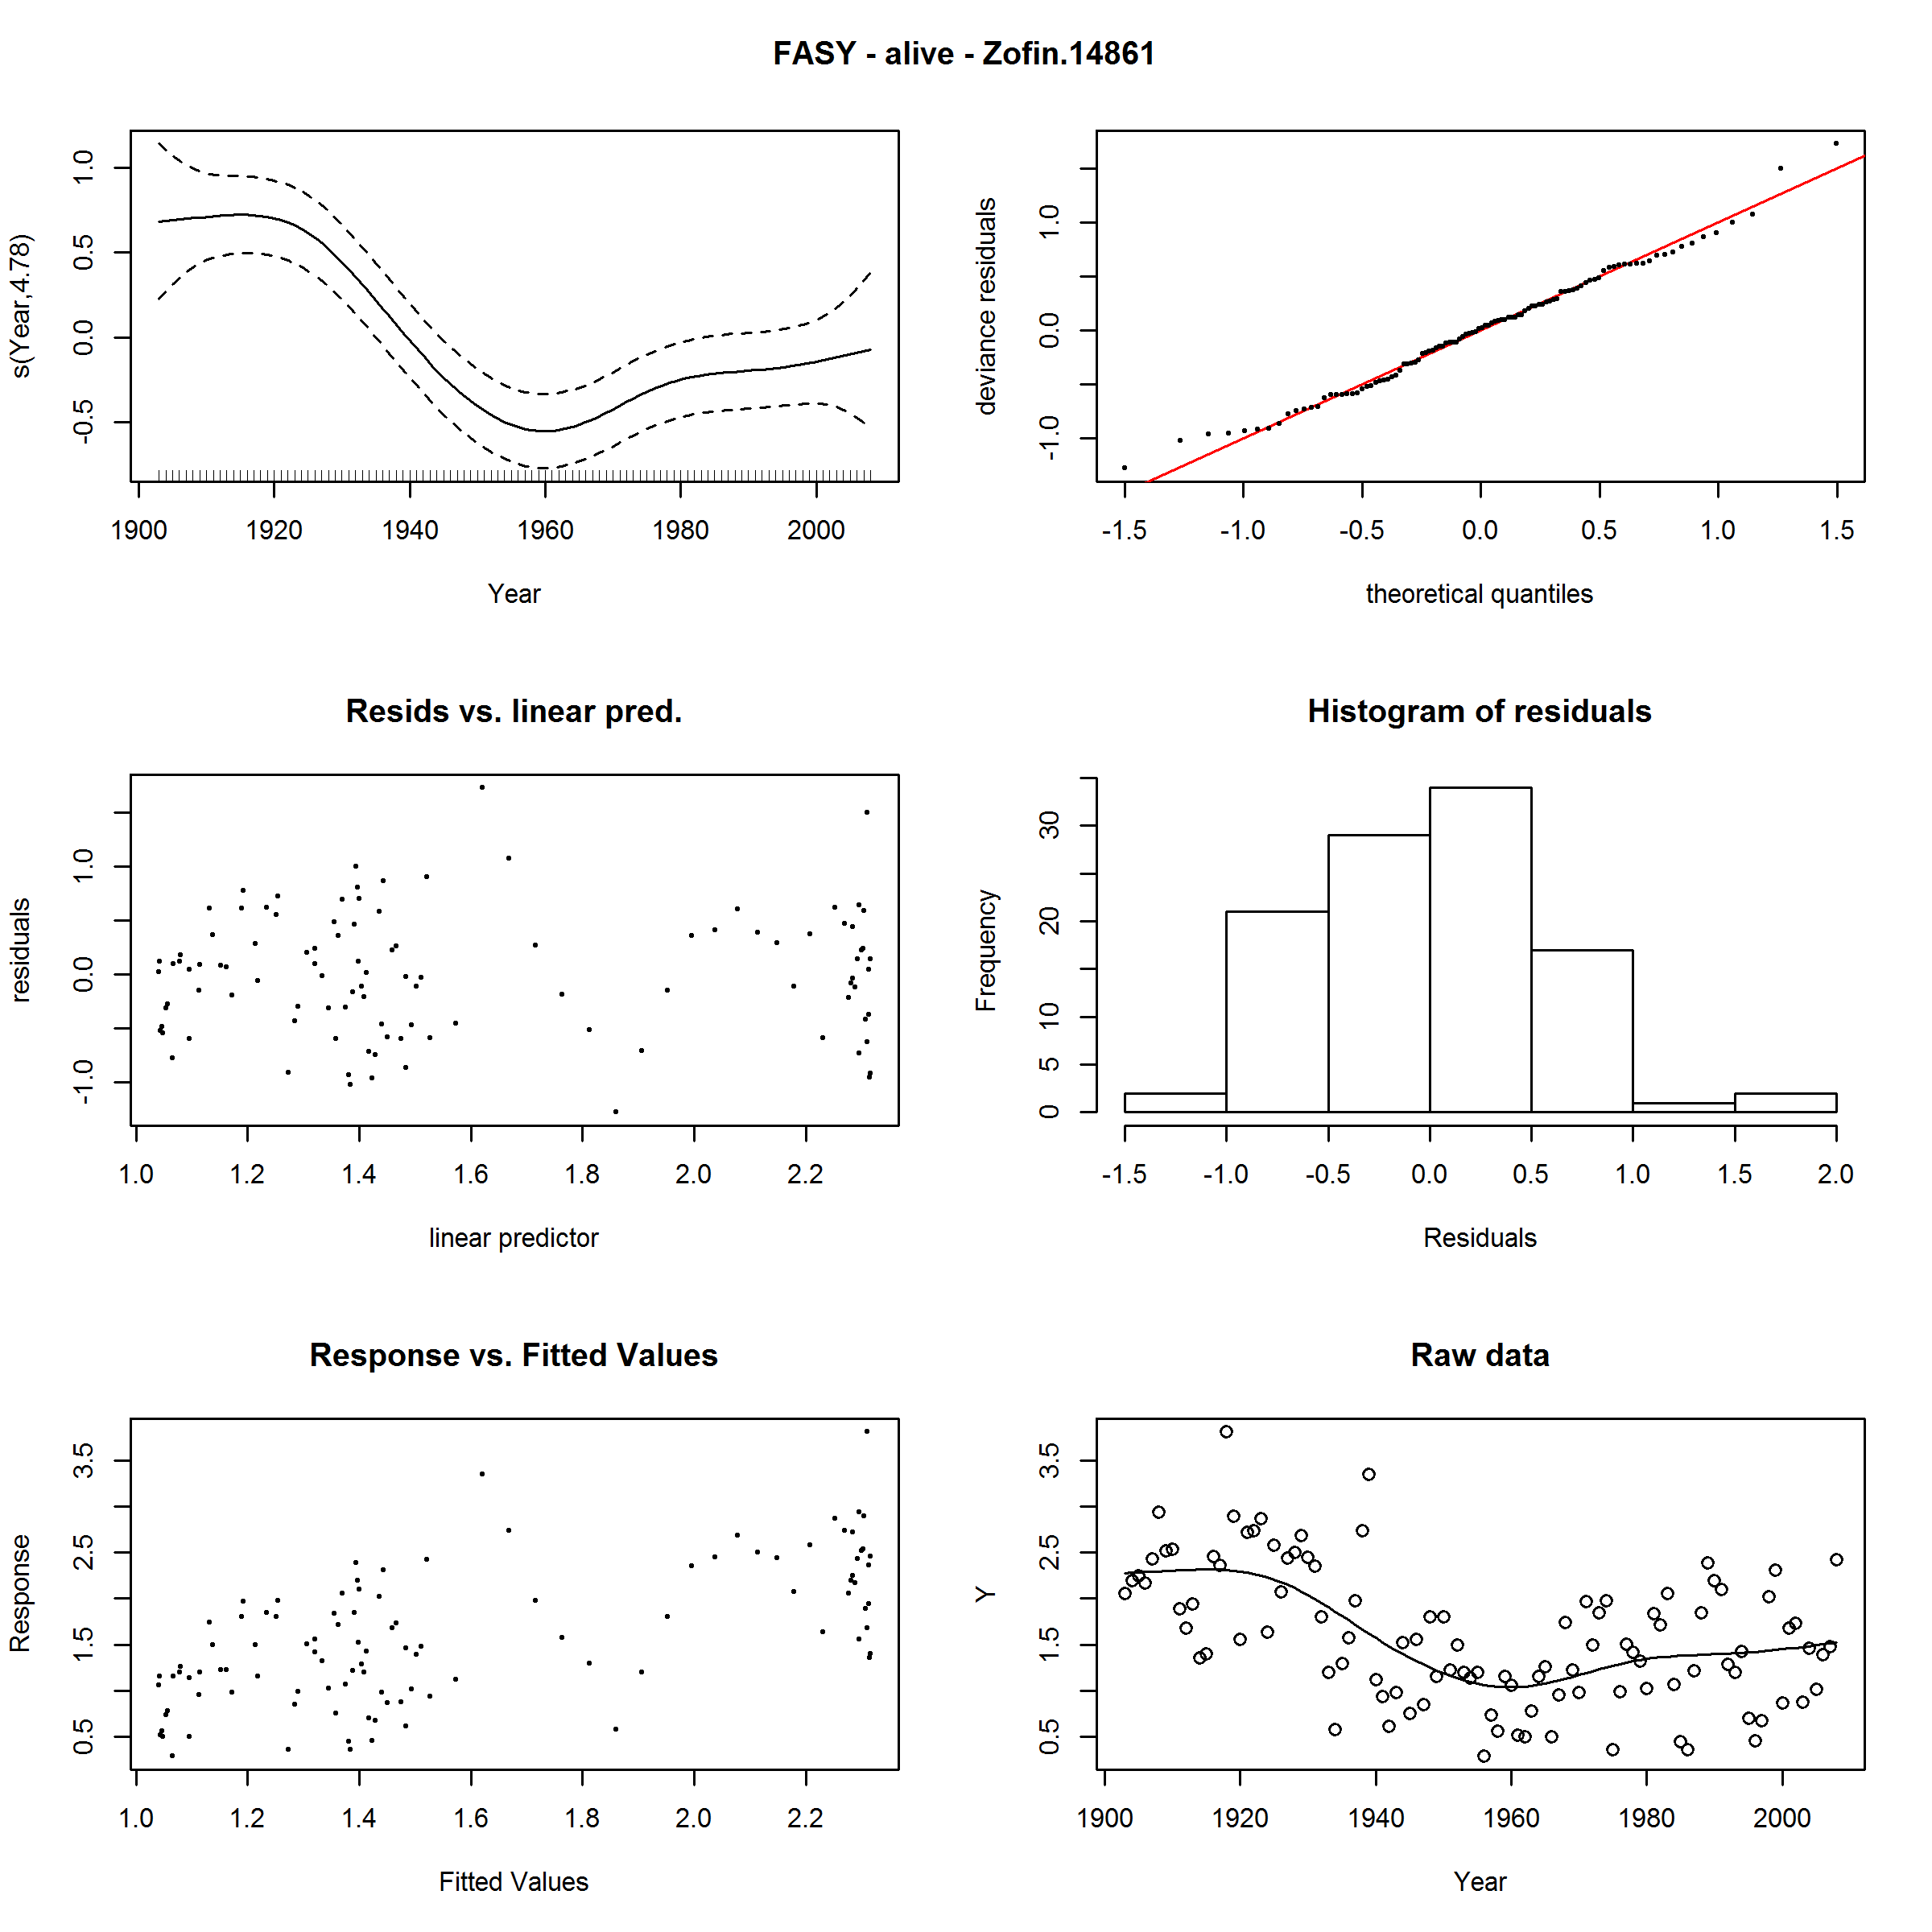 FASY - alive - Zofin.14861
s(Year,4.78)
-0.5 0.0 0.5 1.0
1900 1920 1940 1960 1980 2000
Year
deviance residuals
-1.0 0.0 1.0
-1.5 -1.0 -0.5 0.0 0.5 1.0 1.5
theoretical quantiles
Resids vs. linear pred.
residuals
-1.0 0.0 1.0
1.0 1.2 1.4 1.6 1.8 2.0 2.2
linear predictor
Histogram of residuals
Frequency
0 5 10 20 30
-1.5 -1.0 -0.5 0.0 0.5 1.0 1.5 2.0
Residuals
Response vs. Fitted Values
Response
0.5 1.5 2.5 3.5
1.0 1.2 1.4 1.6 1.8 2.0 2.2
Fitted Values
Raw data
Y
0.5 1.5 2.5 3.5
1900 1920 1940 1960 1980 2000
Year